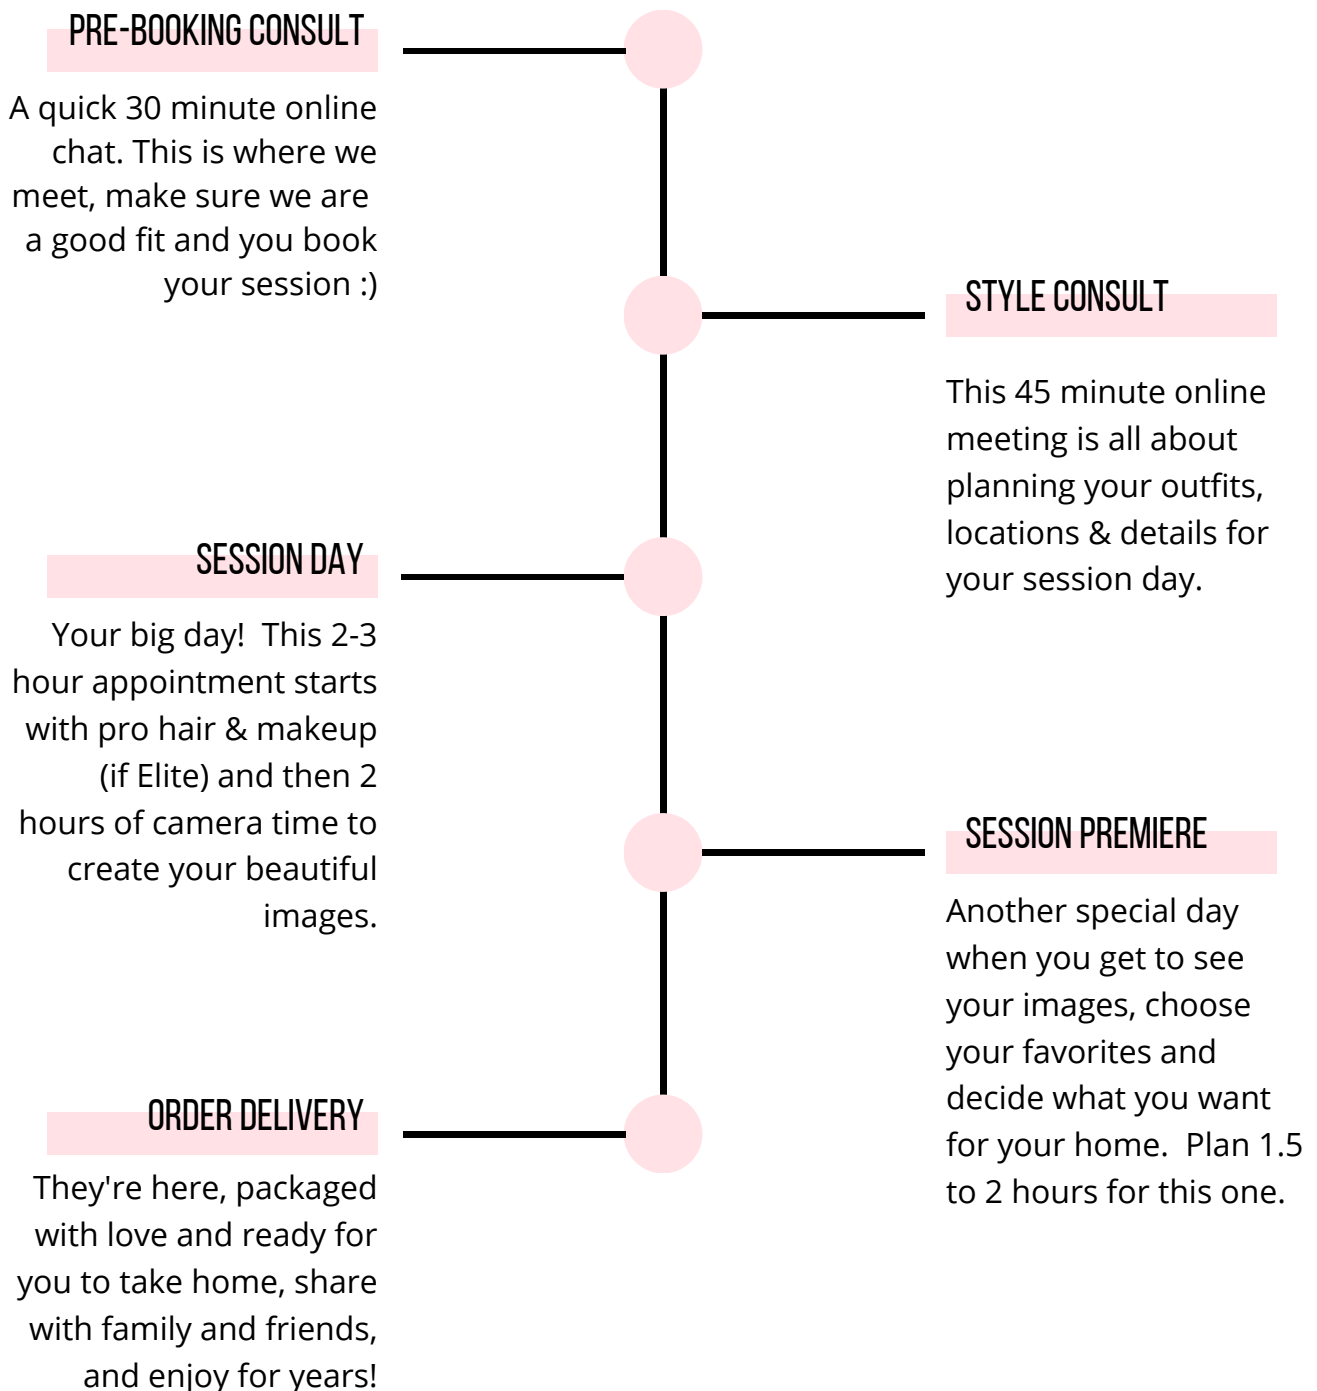 PRE-BOOKING CONSULT
A quick 30 minute online
chat. This is where we
meet, make sure we are
a good fit and you book
your session :)
STYLE CONSULT
This 45 minute online
meeting is all about
planning your outfits,
locations & details for
your session day.
SESSION DAY
Your big day!  This 2-3
hour appointment starts
with pro hair & makeup
(if Elite) and then 2
hours of camera time to
create your beautiful
images.
SESSION PREMIERE
Another special day
when you get to see
your images, choose
your favorites and
decide what you want
for your home.  Plan 1.5
to 2 hours for this one.
ORDER DELIVERY
They're here, packaged
with love and ready for
you to take home, share
with family and friends,
and enjoy for years!